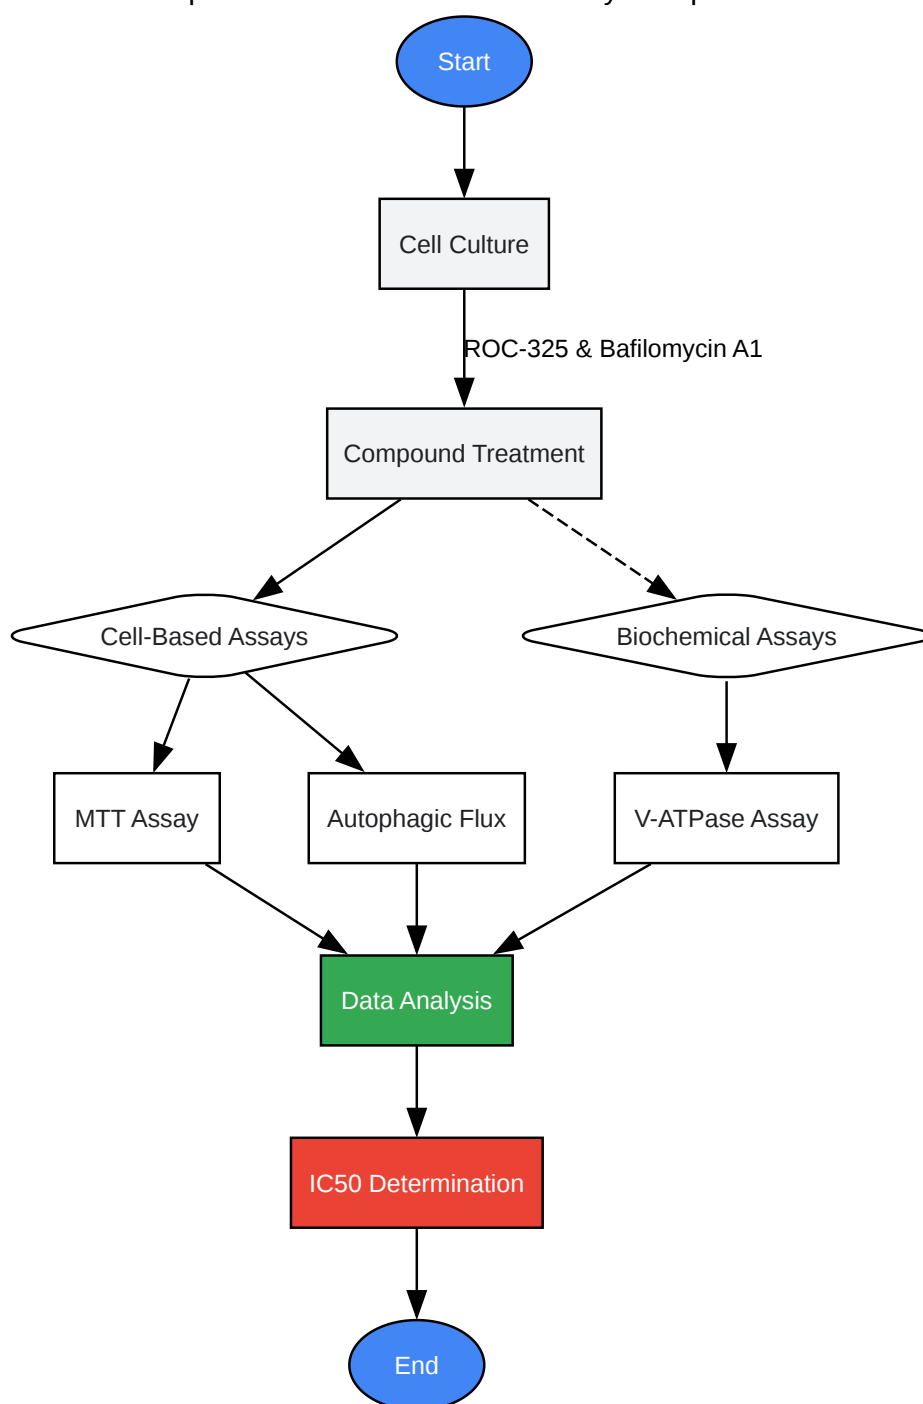 Start
Cell Culture
ROC-325 & Bafilomycin A1
Compound Treatment
Cell-Based Assays
Biochemical Assays
MTT Assay
Autophagic Flux
V-ATPase Assay
Data Analysis
IC50 Determination
End